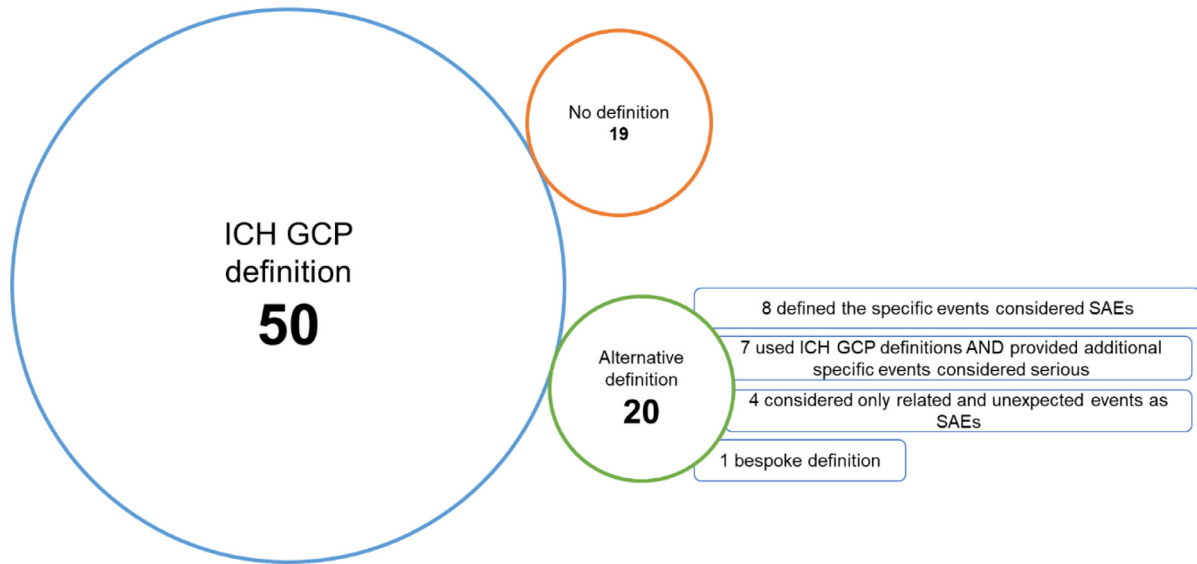 ICH GCP
definition
50
No definition
19
Alternative
definition
20
8 defined the specific events considered SAEs
7 used ICH GCP definitions AND provided additional
specific events considered serious
4 considered only related and unexpected events as
SAEs
1 bespoke definition